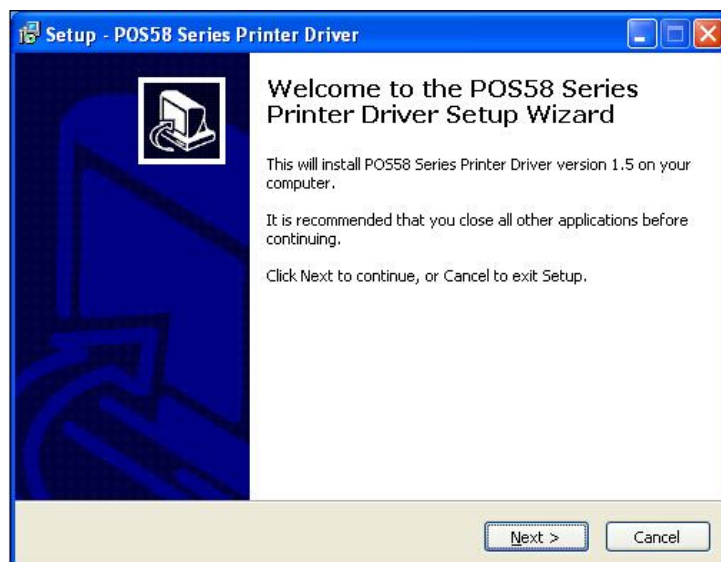 Setup - POS58 Series Printer Driver
Welcome to the POS58 Series
Printer Driver Setup Wizard
This will install POS58 Series Printer Driver version 1.5 on your
computer.
It is recommended that you close all other applications before
continuing.
Click Next to continue, or Cancel to exit Setup.
Next >
Cancel